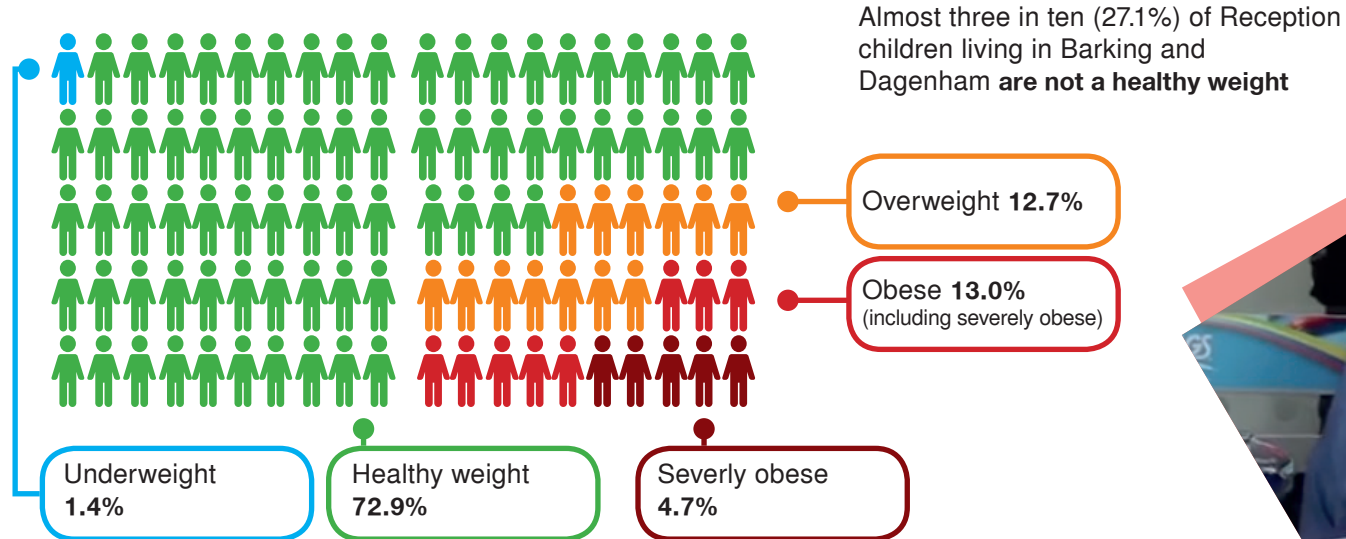 Almost three in ten (27.1%) of Reception
children living in Barking and
Dagenham are not a healthy weight
Overweight 12.7%
Obese 13.0%
(including severely obese)
Underweight
1.4%
Healthy weight
72.9%
Severly obese
4.7%